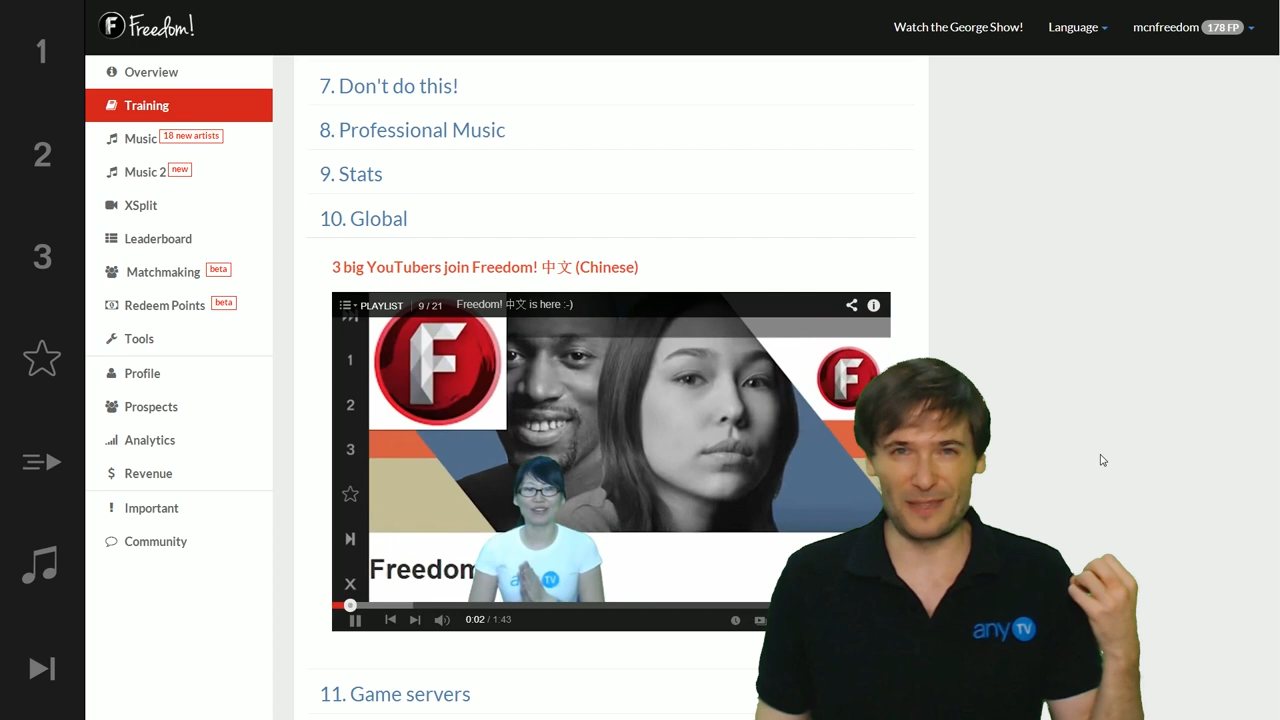 1
2
3
F Freedom!
Watch the George Show!
Language
mcnfreedom 178 FP
Overview
Training
Music 18 new artists
Music 2 new
XSplit
Leaderboard
Matchmaking beta
Redeem Points beta
Tools
Profile
Prospects
Analytics
$ Revenue
! Important
Community
7. Don't do this!
8. Professional Music
9. Stats
10. Global
3 big YouTubers join Freedom! 中文 (Chinese)
PLAYLIST 9 / 21 Freedom! 中文 is here :-)
F
F
1
2
3
X
Freedom
TV
0:02 / 1:43
11. Game servers
anyTV